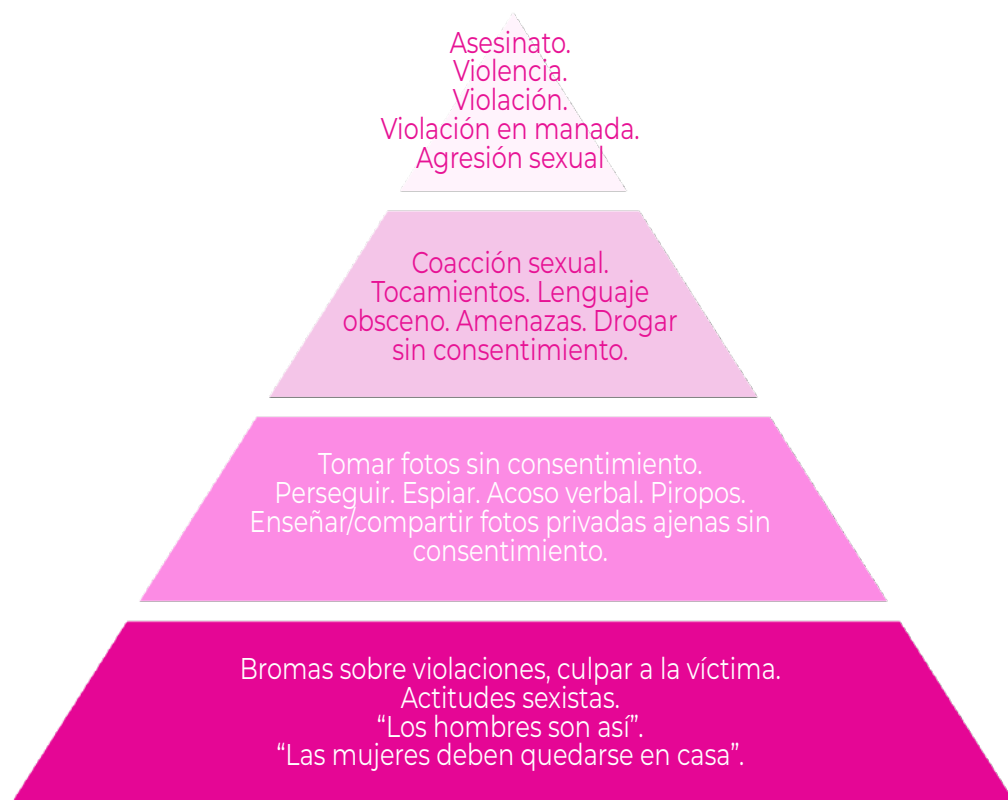 Asesinato.
Violencia.
Violación.
Violación en manada.
Agresión sexual
Coacción sexual.
Tocamientos. Lenguaje
obsceno. Amenazas. Drogar
sin consentimiento.
Tomar fotos sin consentimiento.
Perseguir. Espiar. Acoso verbal. Piropos.
Enseñar/compartir fotos privadas ajenas sin
consentimiento.
Bromas sobre violaciones, culpar a la víctima.
Actitudes sexistas.
“Los hombres son así”.
“Las mujeres deben quedarse en casa”.